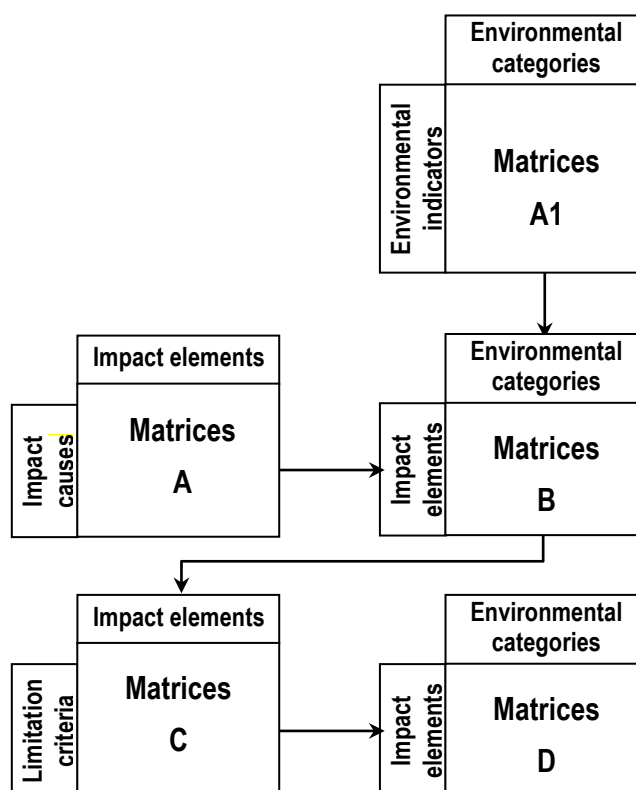 Environmental
categories
Environmental
indicators
Matrices
A1
Impact elements
Impact
causes
Matrices
A
Environmental
categories
Impact
elements
Matrices
B
Impact elements
Limitation
criteria
Matrices
C
Environmental
categories
Impact
elements
Matrices
D